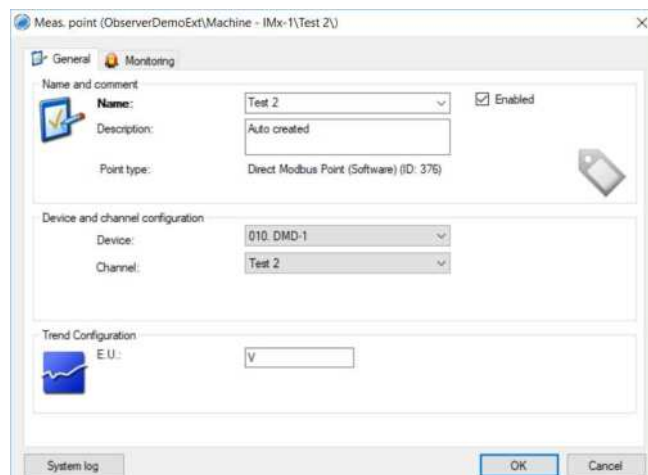 Meas. point (ObserverDemoExt\Machine - IMx-1\Test 2\)
General Monitoring
Name and comment
Name: Test 2 Enabled
Description: Auto created
Point type: Direct Modbus Point (Software) (ID: 376)
Device and channel configuration
Device: 010. DMD-1
Channel: Test 2
Trend Configuration
E.U.: V
System log OK Cancel